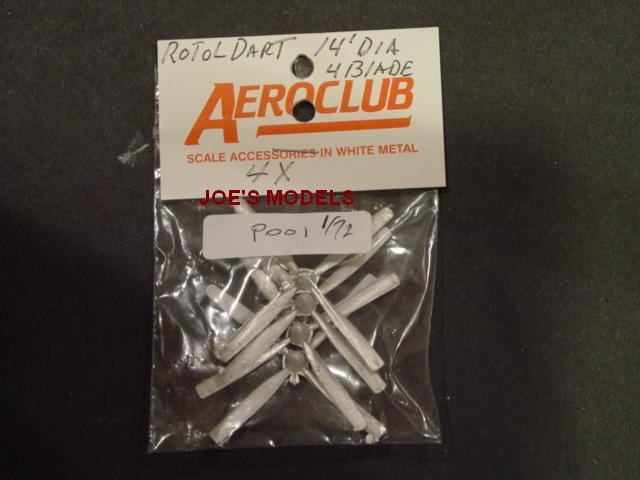 ROTOL DART 14' DIA
4 BLADE
AEROCLUB
SCALE ACCESSORIES IN WHITE METAL
4X
JOE'S MODELS
P001 1/72